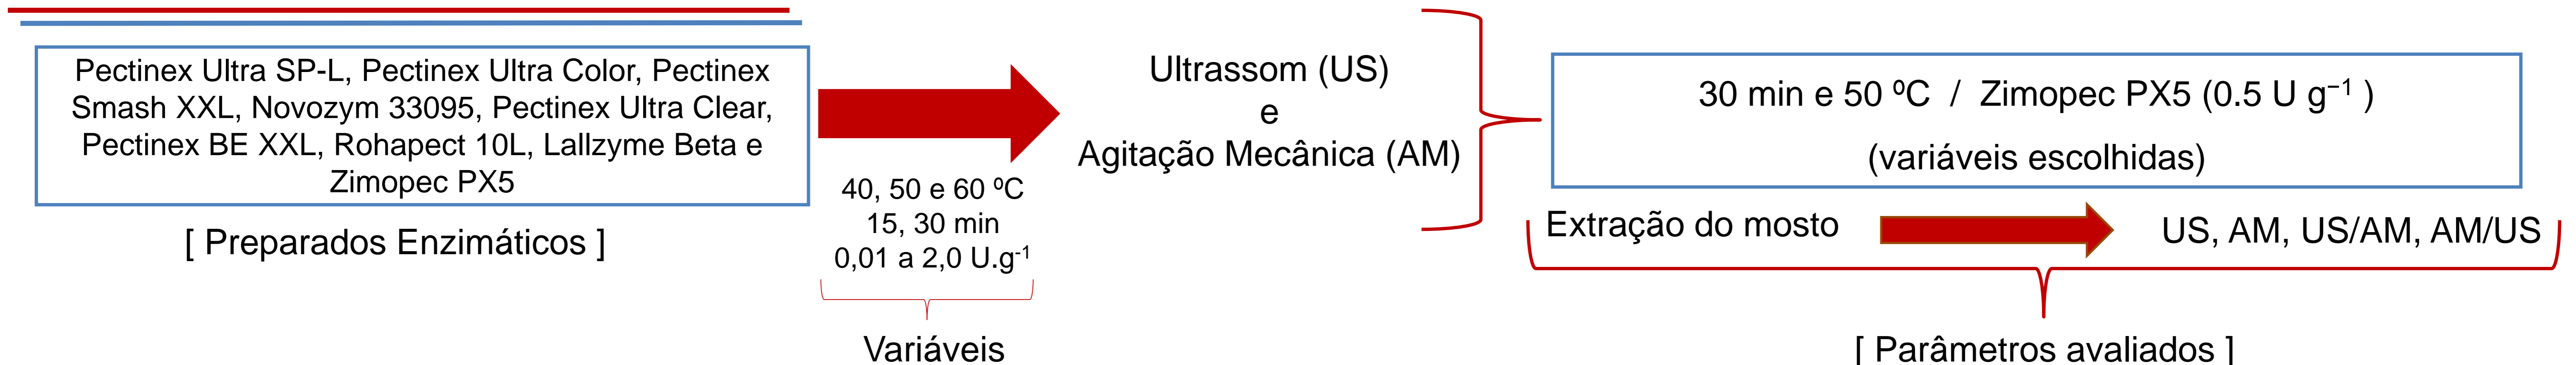 Pectinex Ultra SP-L, Pectinex Ultra Color, Pectinex
Smash XXL, Novozym 33095, Pectinex Ultra Clear,
Pectinex BE XXL, Rohapect 10L, Lallzyme Beta e
Zimopec PX5
[ Preparados Enzimáticos ]
40, 50 e 60 ºC
15, 30 min
0,01 a 2,0 U.g⁻¹
Variáveis
Ultrassom (US)
e
Agitação Mecânica (AM)
30 min e 50 ºC / Zimopec PX5 (0.5 U g⁻¹ )
(variáveis escolhidas)
Extração do mosto
US, AM, US/AM, AM/US
[ Parâmetros avaliados ]